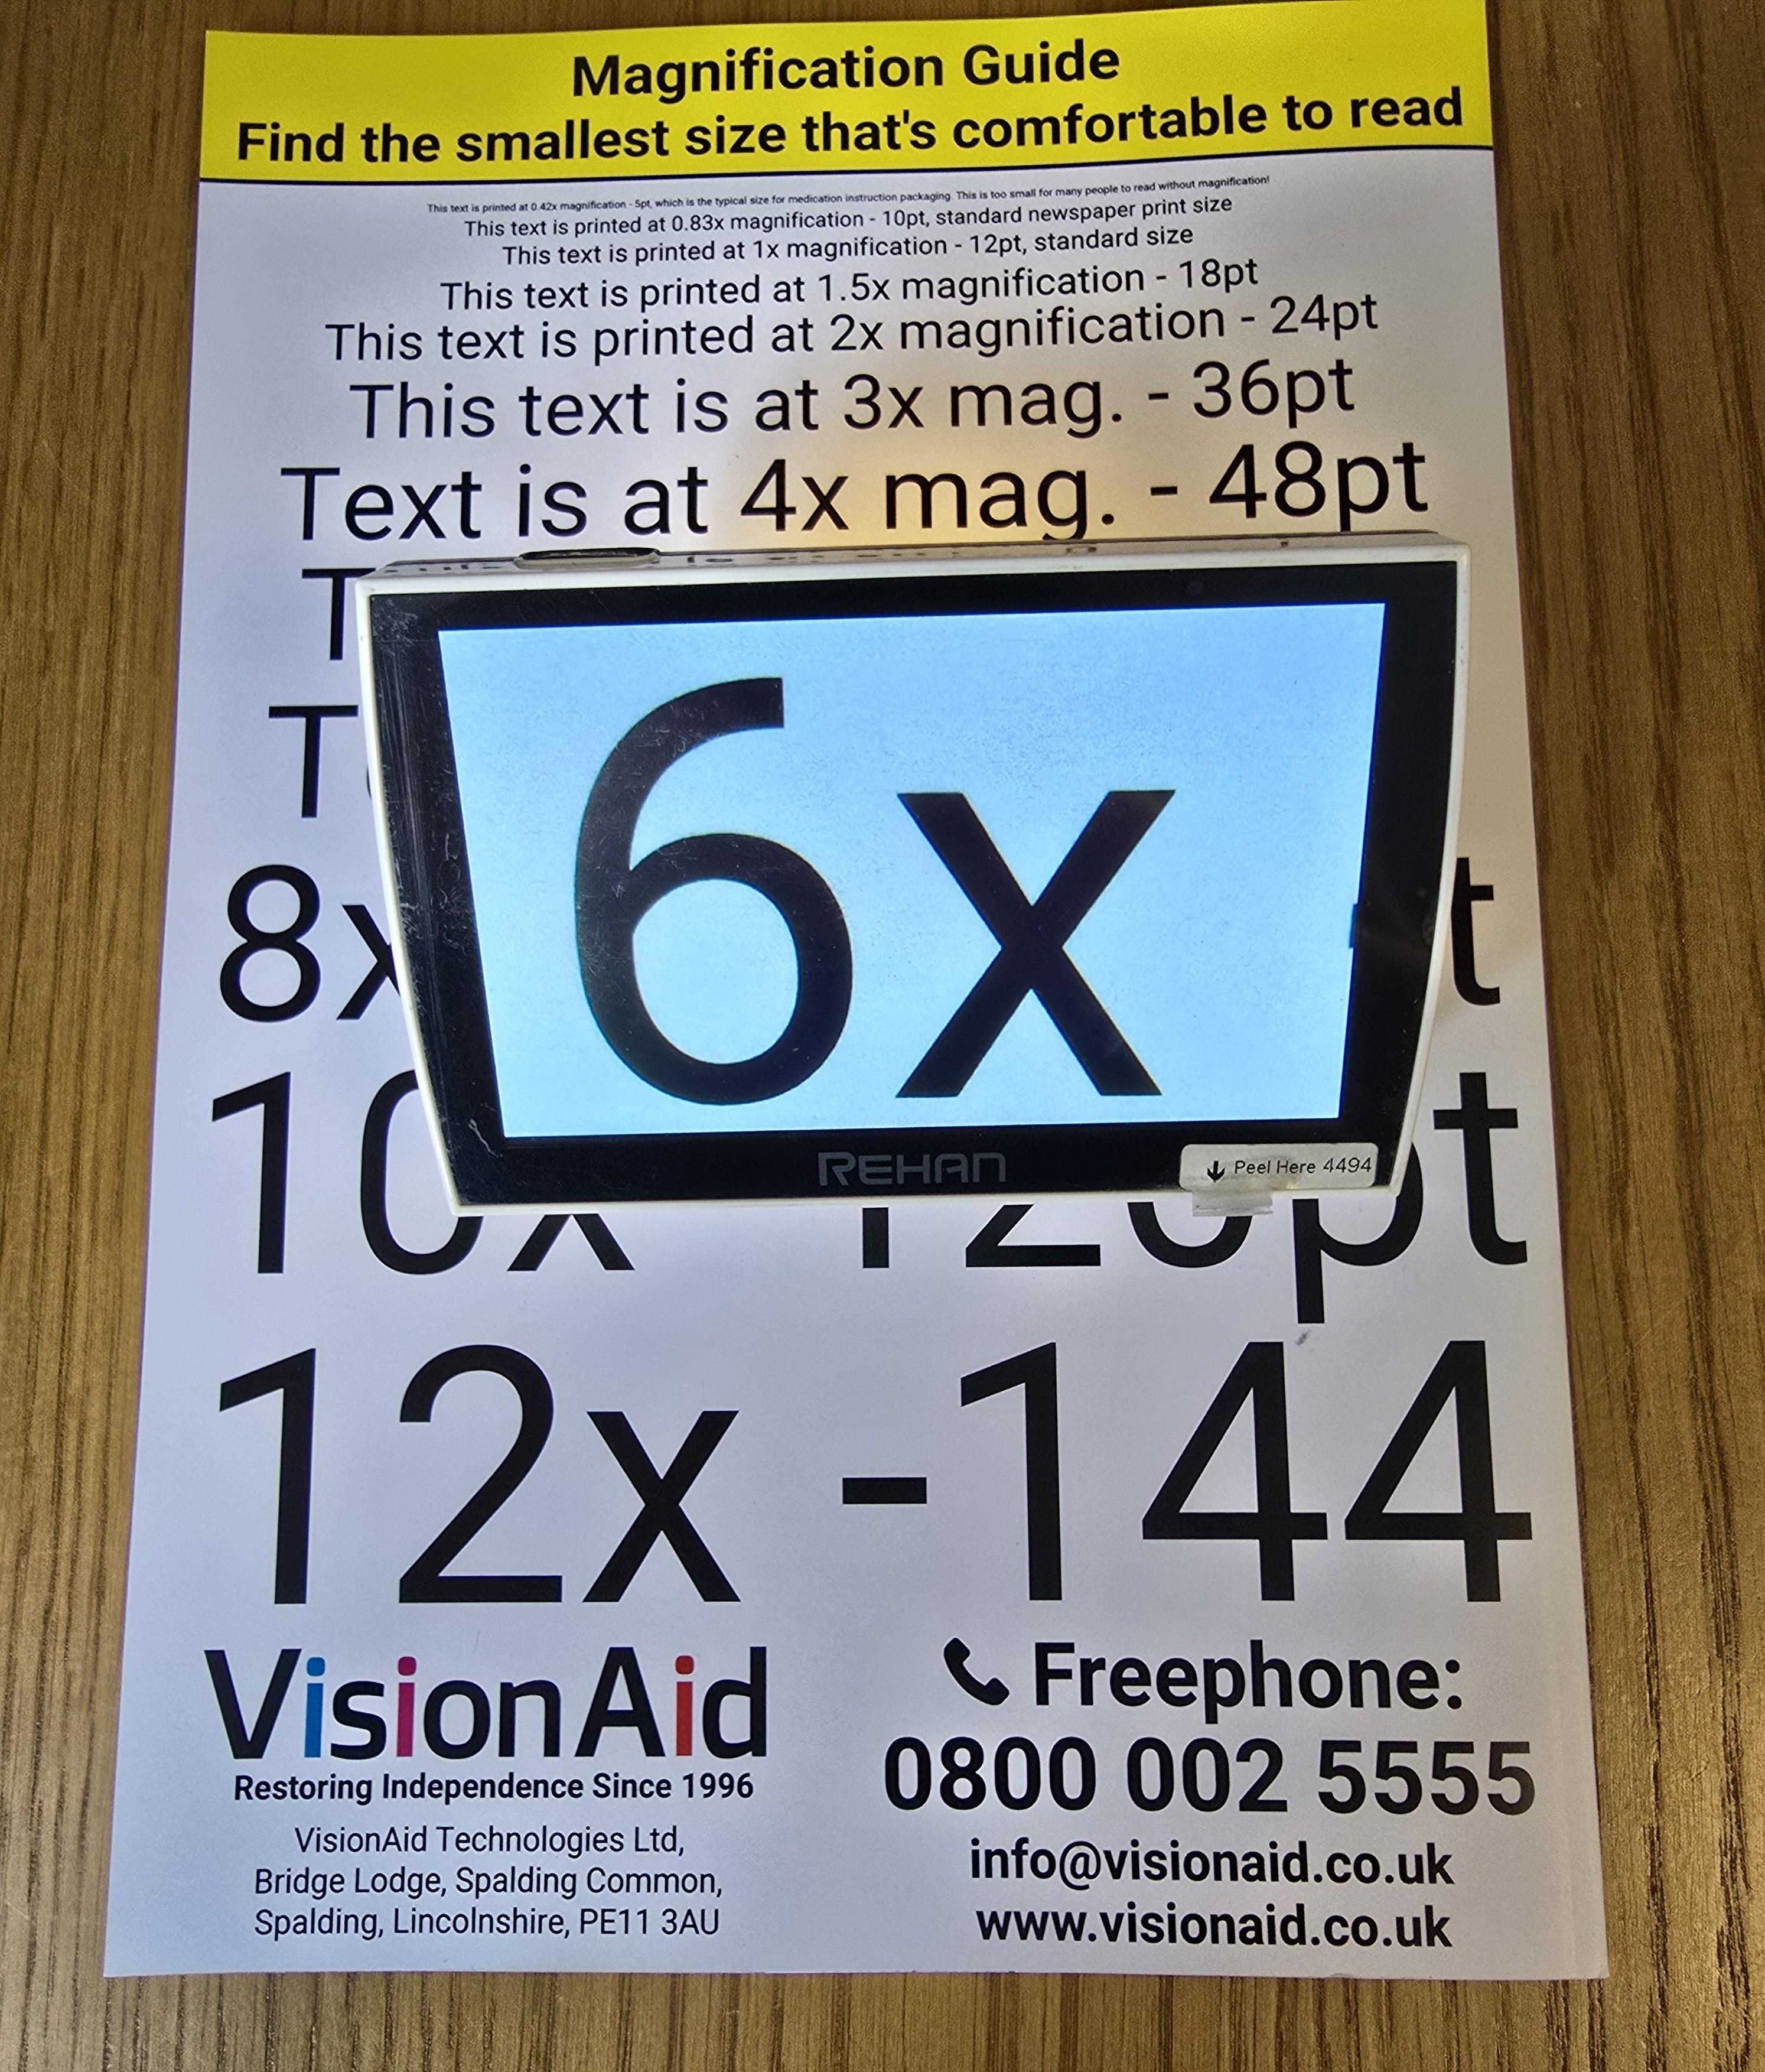 Magnification Guide
Find the smallest size that's comfortable to read
This text is printed at 0.42x magnification - 5pt, which is the typical size for medication instruction packaging. This is too small for many people to read without magnification!
This text is printed at 0.83x magnification - 10pt, standard newspaper print size
This text is printed at 1x magnification - 12pt, standard size
This text is printed at 1.5x magnification - 18pt
This text is printed at 2x magnification - 24pt
This text is at 3x mag. - 36pt
Text is at 4x mag. - 48pt
T
T
6x
8x t
REHAN
Peel Here 4494
10x 120pt
12x -144
VisionAid
Restoring Independence Since 1996
VisionAid Technologies Ltd,
Bridge Lodge, Spalding Common,
Spalding, Lincolnshire, PE11 3AU
Freephone:
0800 002 5555
info@visionaid.co.uk
www.visionaid.co.uk